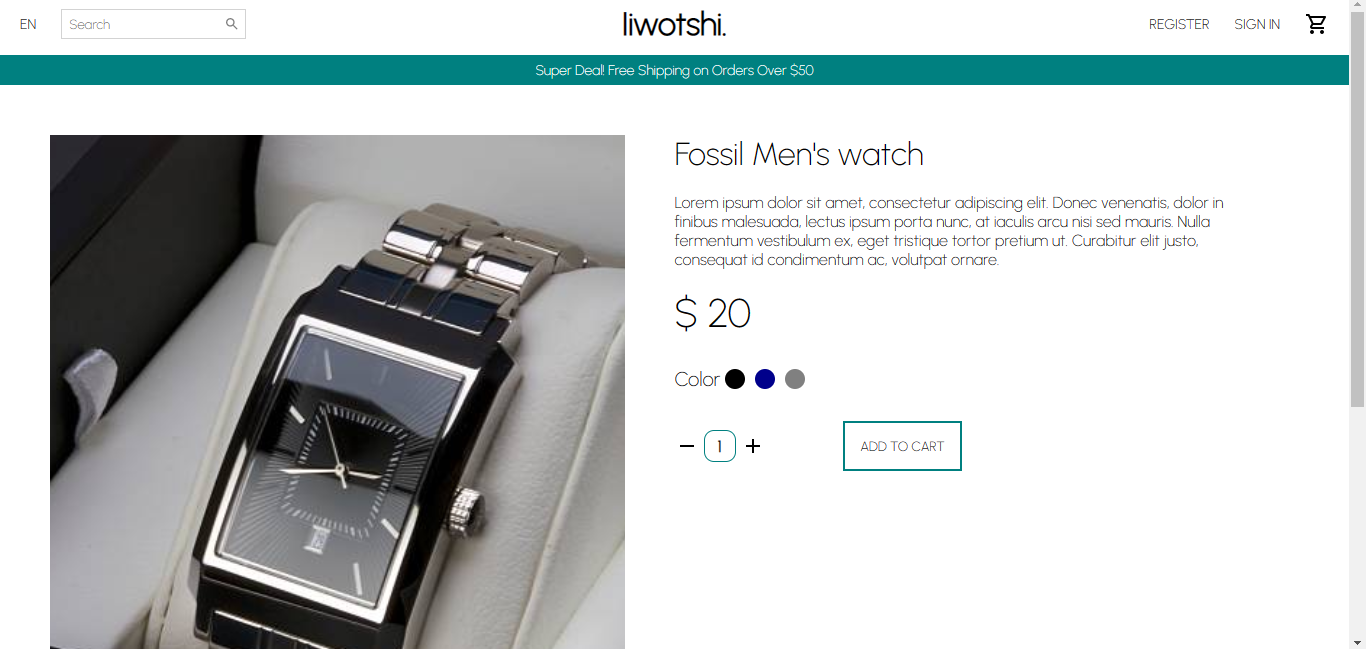 EN
Search
liwotshi.
REGISTER
SIGN IN
Super Deal! Free Shipping on Orders Over $50
Fossil Men's watch
Lorem ipsum dolor sit amet, consectetur adipiscing elit. Donec venenatis, dolor in
finibus malesuada, lectus ipsum porta nunc, at iaculis arcu nisi sed mauris. Nulla
fermentum vestibulum ex, eget tristique tortor pretium ut. Curabitur elit justo,
consequat id condimentum ac, volutpat ornare.
$ 20
Color
1
ADD TO CART